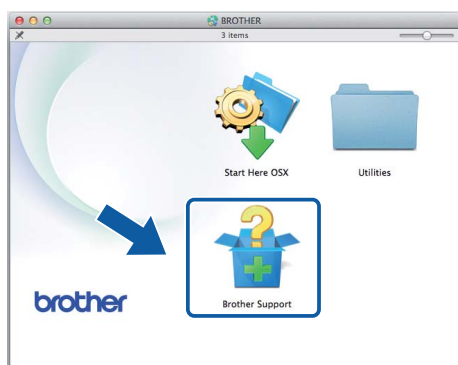 BROTHER
3 items
Start Here OSX
Utilities
Brother Support
brother